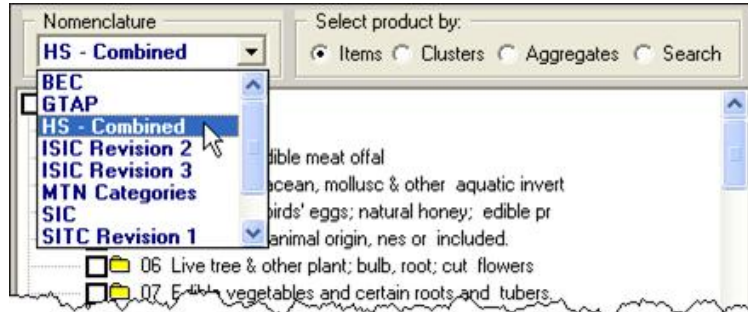 Nomenclature
Select product by:
HS - Combined
Items Clusters Aggregates Search
BEC
GTAP
HS - Combined
ISIC Revision 2
dible meat offal
ISIC Revision 3
acean, mollusc & other aquatic invert
MTN Categories
SIC
birds' eggs; natural honey; edible pr
SITC Revision 1
animal origin, nes or included.
06 Live tree & other plant; bulb, root; cut flowers
07 Edible vegetables and certain roots and tubers.